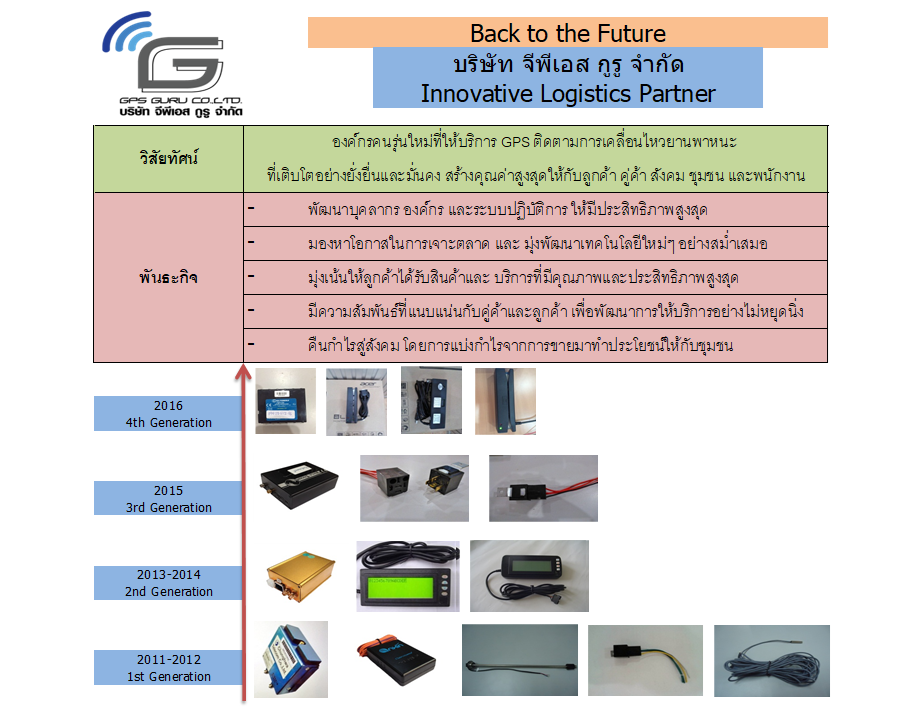 Back to the Future
บริษัท จีพีเอส กูรู จำกัด
Innovative Logistics Partner
GPS GURU CO.,LTD.
บริษัท จีพีเอส กูรู จำกัด
วิสัยทัศน์
องค์กรคนรุ่นใหม่ที่ให้บริการ GPS ติดตามการเคลื่อนไหวยานพาหนะ
ที่เติบโตอย่างยั่งยืนและมั่นคง สร้างคุณค่าสูงสุดให้กับลูกค้า คู่ค้า สังคม ชุมชน และพนักงาน
พันธะกิจ
- พัฒนาบุคลากร องค์กร และระบบปฏิบัติการ ให้มีประสิทธิภาพสูงสุด
- มองหาโอกาสในการเจาะตลาด และ มุ่งพัฒนาเทคโนโลยีใหม่ๆ อย่างสม่ำเสมอ
- มุ่งเน้นให้ลูกค้าได้รับสินค้าและ บริการที่มีคุณภาพและประสิทธิภาพสูงสุด
- มีความสัมพันธ์ที่แนบแน่นกับคู่ค้าและลูกค้า เพื่อพัฒนาการให้บริการอย่างไม่หยุดนิ่ง
- คืนกำไรสู่สังคม โดยการแบ่งกำไรจากการขายมาทำประโยชน์ให้กับชุมชน
2016
4th Generation
acer
2015
3rd Generation
2013-2014
2nd Generation
2011-2012
1st Generation